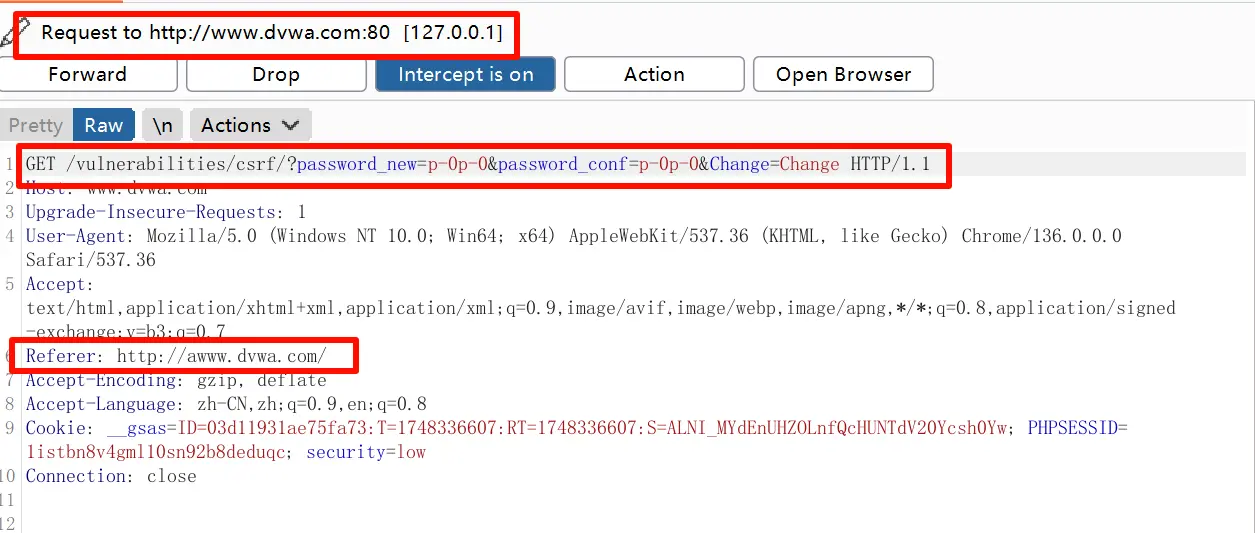 Request to http://www.dvwa.com:80 [127.0.0.1]
Forward Drop Intercept is on Action Open Browser
Pretty Raw \n Actions
1 GET /vulnerabilities/csrf/?password_new=p-0p-0&password_conf=p-0p-0&Change=Change HTTP/1.1
2 Host: www.dvwa.com
3 Upgrade-Insecure-Requests: 1
4 User-Agent: Mozilla/5.0 (Windows NT 10.0; Win64; x64) AppleWebKit/537.36 (KHTML, like Gecko) Chrome/136.0.0.0
Safari/537.36
5 Accept:
text/html,application/xhtml+xml,application/xml;q=0.9,image/avif,image/webp,image/apng,*/*;q=0.8,application/signed
-exchange;v=b3;q=0.7
6 Referer: http://awww.dvwa.com/
7 Accept-Encoding: gzip, deflate
8 Accept-Language: zh-CN,zh;q=0.9,en;q=0.8
9 Cookie: __gsas=ID=03d11931ae75fa73:T=1748336607:RT=1748336607:S=ALNI_MYdEnUHZOLnfQcHUNTdV20Ycsh0Yw; PHPSESSID=
1istbn8v4gml10sn92b8deduqc; security=low
10 Connection: close
11
12